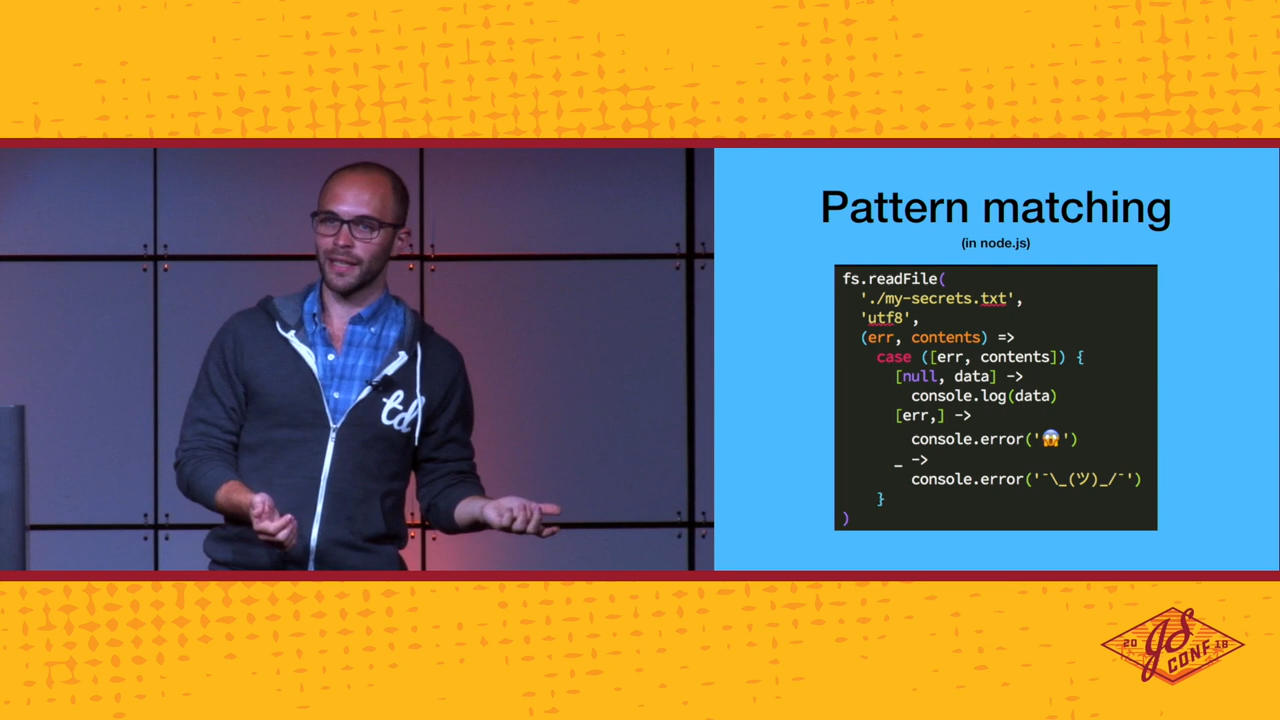 td
Pattern matching
(in node.js)
fs.readFile(
'./my-secrets.txt',
'utf8',
(err, contents) =>
case ([err, contents]) {
[null, data] ->
console.log(data)
[err,] ->
console.error('😱')
_ ->
console.error('¯\_(ツ)_/¯')
}
)
20 JS CONF 18